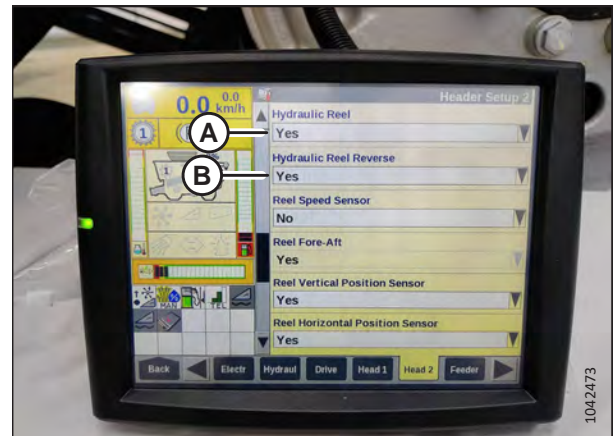 0.0 0.0 km/h
Header Setup 2
Hydraulic Reel
A
Yes
Hydraulic Reel Reverse
B
Yes
Reel Speed Sensor
No
Reel Fore-Aft
Yes
Reel Vertical Position Sensor
Yes
Reel Horizontal Position Sensor
Yes
1
1
MAN
TEL
Back
Electr
Hydraul
Drive
Head 1
Head 2
Feeder
1042473